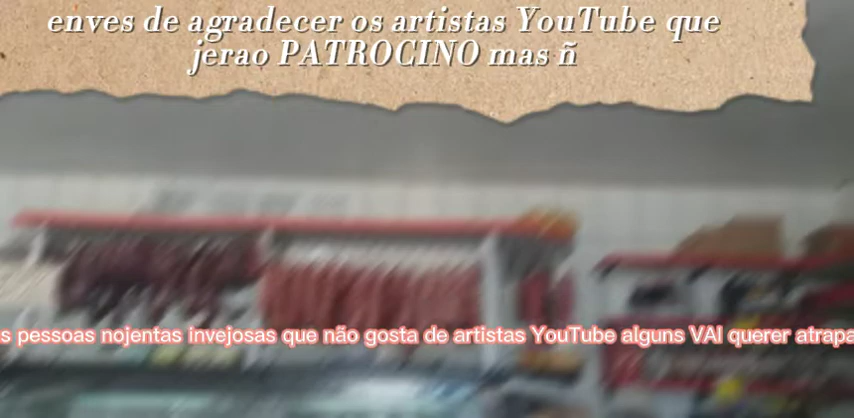 enves de agradecer os artistas YouTube que
jerao PATROCINO mas ñ
s pessoas nojentas invejosas que não gosta de artistas YouTube alguns VAI querer atrapa